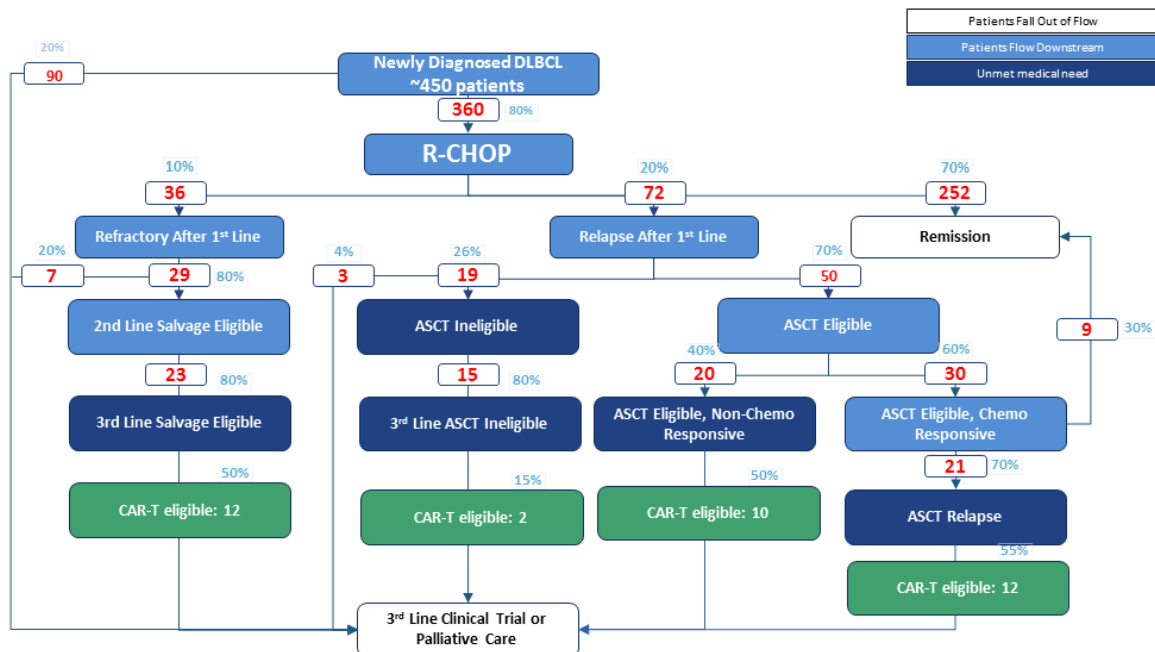 Patients Fall Out of Flow
Patients Flow Downstream
Unmet medical need
20%
90
Newly Diagnosed DLBCL
~450 patients
360
80%
R-CHOP
10%
20%
70%
36
72
252
Refractory After 1st Line
Relapse After 1st Line
Remission
20%
4%
26%
70%
7
29
80%
3
19
50
2nd Line Salvage Eligible
ASCT Ineligible
ASCT Eligible
9
30%
40%
60%
23
80%
15
80%
20
30
3rd Line Salvage Eligible
3rd Line ASCT Ineligible
ASCT Eligible, Non-Chemo
Responsive
ASCT Eligible, Chemo
Responsive
21
70%
50%
15%
50%
CAR-T eligible: 12
CAR-T eligible: 2
CAR-T eligible: 10
ASCT Relapse
55%
CAR-T eligible: 12
3rd Line Clinical Trial or
Palliative Care